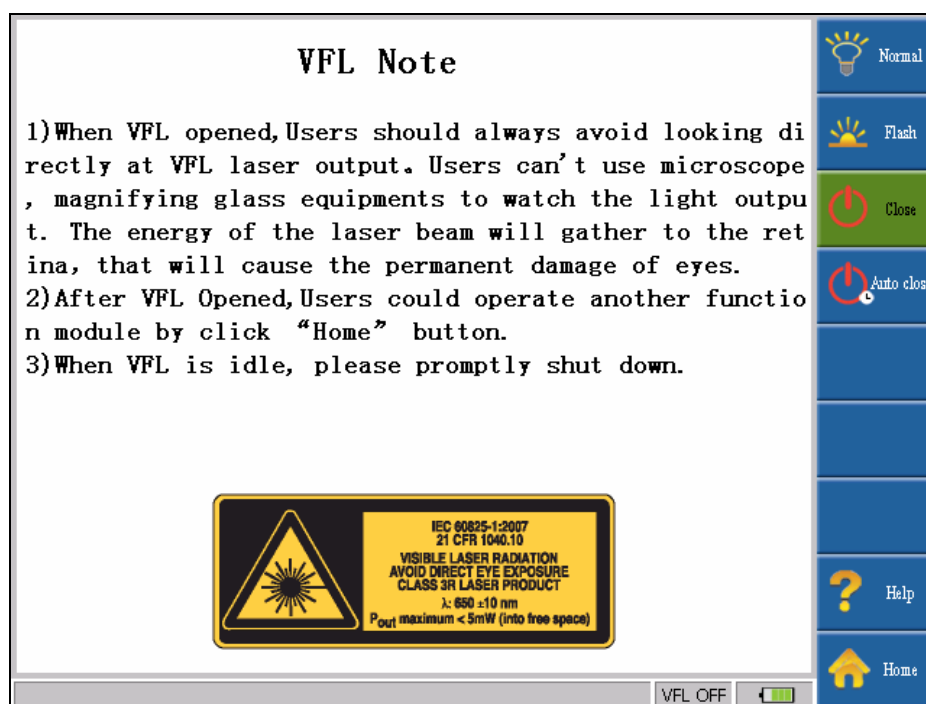 VFL Note
1)When VFL opened,Users should always avoid looking di
rectly at VFL laser output。Users can't use microscope
, magnifying glass equipments to watch the light outpu
t. The energy of the laser beam will gather to the ret
ina, that will cause the permanent damage of eyes.
2)After VFL Opened,Users could operate another functio
n module by click “Home” button.
3)When VFL is idle, please promptly shut down.
IEC 60825-1:2007
21 CFR 1040.10
VISIBLE LASER RADIATION
AVOID DIRECT EYE EXPOSURE
CLASS 3R LASER PRODUCT
λ: 650 ±10 nm
Pout maximum < 5mW (into free space)
VFL OFF
Normal
Flash
Close
Auto clos
Help
Home